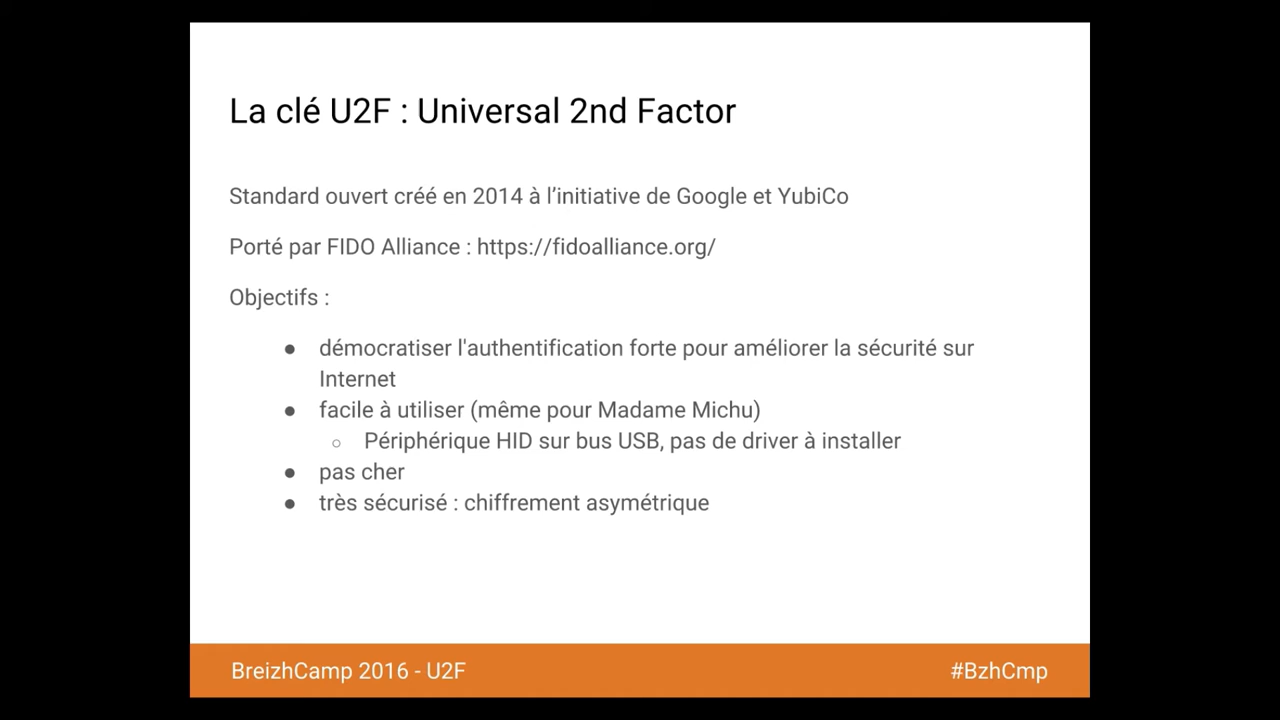 La clé U2F : Universal 2nd Factor
Standard ouvert créé en 2014 à l’initiative de Google et YubiCo
Porté par FIDO Alliance : https://fidoalliance.org/
Objectifs :
● démocratiser l'authentification forte pour améliorer la sécurité sur
Internet
● facile à utiliser (même pour Madame Michu)
○ Périphérique HID sur bus USB, pas de driver à installer
● pas cher
● très sécurisé : chiffrement asymétrique
BreizhCamp 2016 - U2F
#BzhCmp